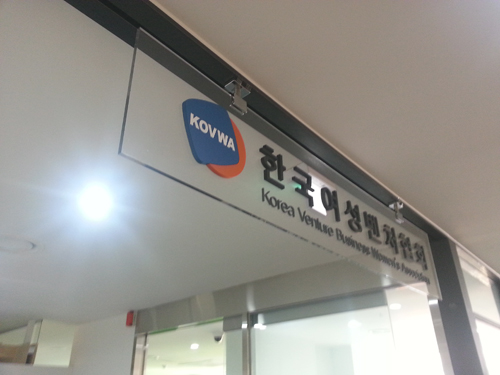 KOVWA
한국여성벤처협회
Korea Venture Business Women's Association